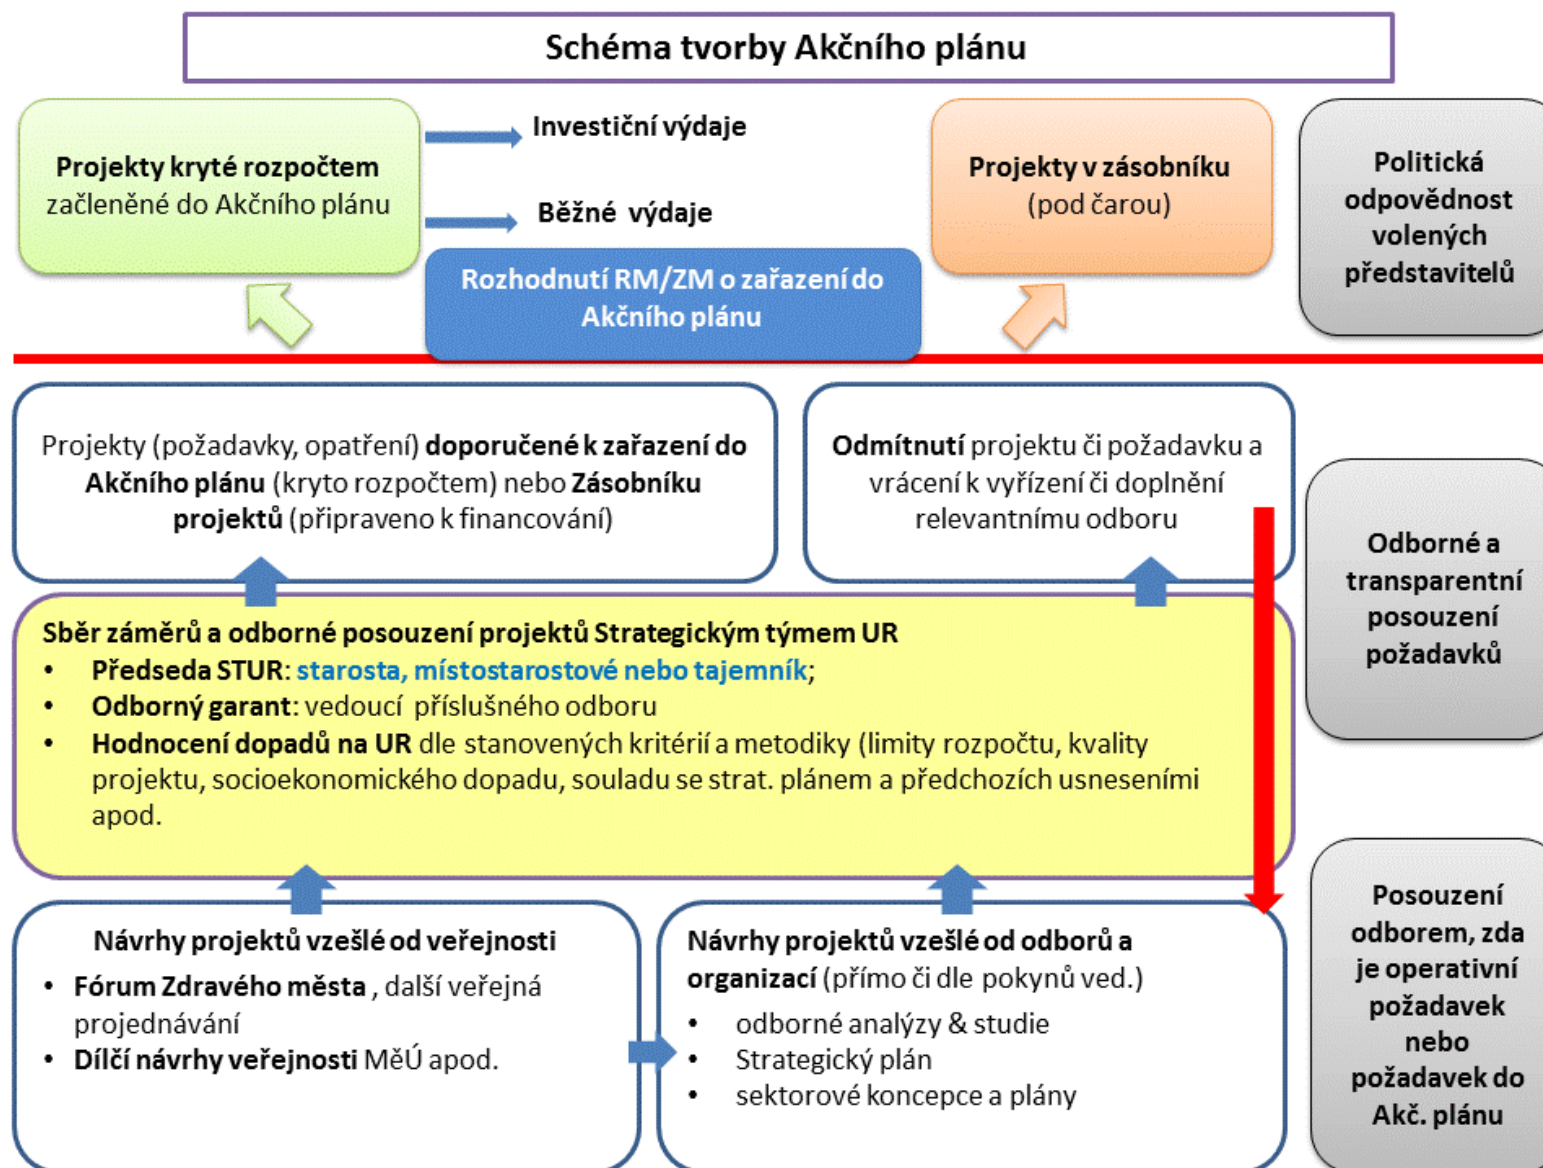 Schéma tvorby Akčního plánu
Projekty kryté rozpočtem
začleněné do Akčního plánu
Investiční výdaje
Běžné výdaje
Rozhodnutí RM/ZM o zařazení do
Akčního plánu
Projekty v zásobníku
(pod čarou)
Politická
odpovědnost
volených
představitelů
Projekty (požadavky, opatření) doporučené k zařazení do
Akčního plánu (kryto rozpočtem) nebo Zásobníku
projektů (připraveno k financování)
Odmítnutí projektu či požadavku a
vrácení k vyřízení či doplnění
relevantnímu odboru
Odborné a
transparentní
posouzení
požadavků
Sběr záměrů a odborné posouzení projektů Strategickým týmem UR
• Předseda STUR: starosta, místostarostové nebo tajemník;
• Odborný garant: vedoucí příslušného odboru
• Hodnocení dopadů na UR dle stanovených kritérií a metodiky (limity rozpočtu, kvality
projektu, socioekonomického dopadu, souladu se strat. plánem a předchozích usneseními
apod.
Návrhy projektů vzešlé od veřejnosti
• Fórum Zdravého města , další veřejná
projednávání
• Dílčí návrhy veřejnosti MěÚ apod.
Návrhy projektů vzešlé od odborů a
organizací (přímo či dle pokynů ved.)
• odborné analýzy & studie
• Strategický plán
• sektorové koncepce a plány
Posouzení
odborem, zda
je operativní
požadavek
nebo
požadavek do
Akč. plánu